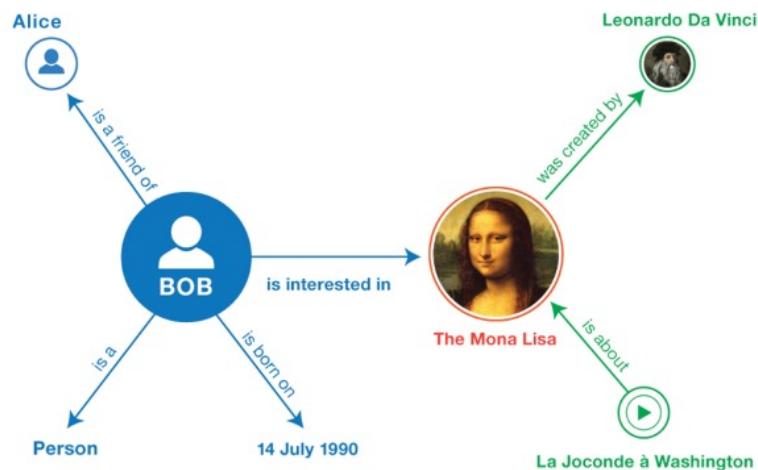 Alice
Leonardo Da Vinci
is a friend of
was created by
BOB
is interested in
The Mona Lisa
is a
is born on
is about
Person
14 July 1990
La Joconde à Washington